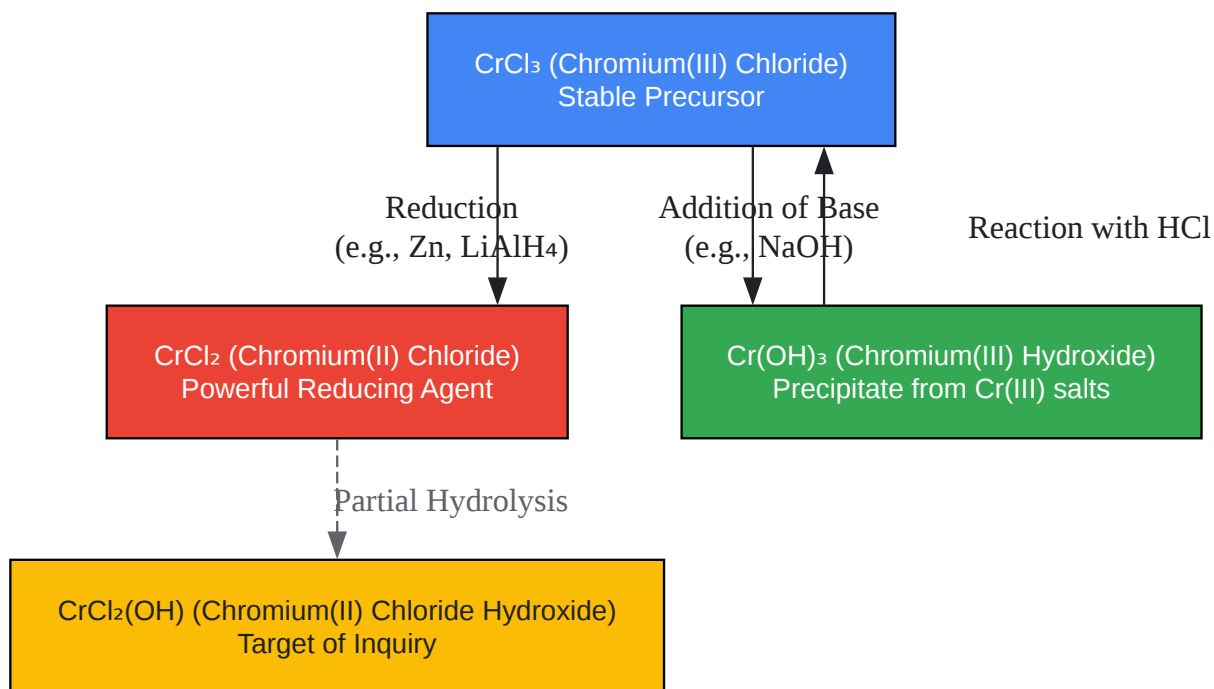 CrCl₃ (Chromium(III) Chloride)
Stable Precursor
Reduction
(e.g., Zn, LiAlH₄)
Addition of Base
(e.g., NaOH)
Reaction with HCl
CrCl₂ (Chromium(II) Chloride)
Powerful Reducing Agent
Cr(OH)₃ (Chromium(III) Hydroxide)
Precipitate from Cr(III) salts
Partial Hydrolysis
CrCl₂(OH) (Chromium(II) Chloride Hydroxide)
Target of Inquiry